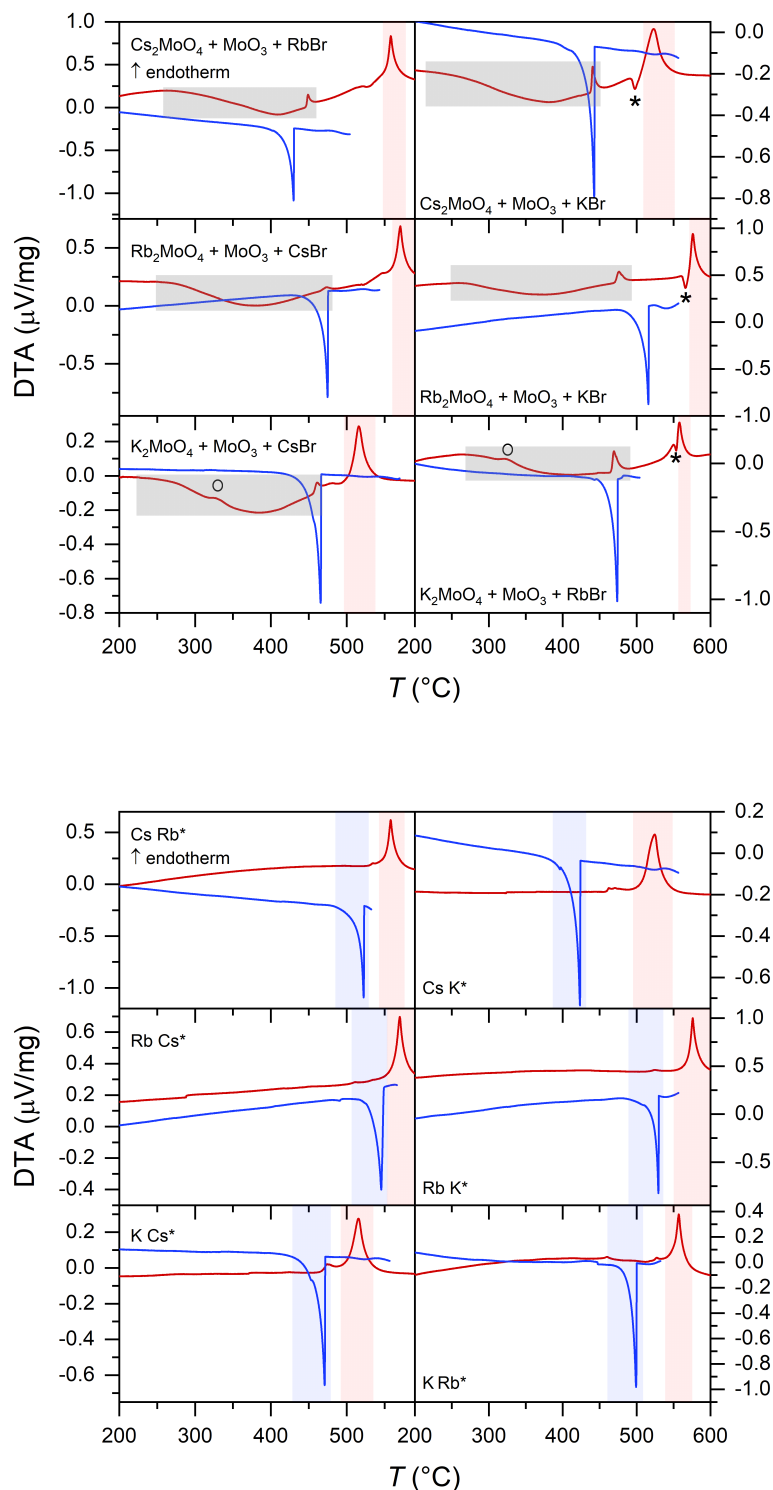 1.0
0.5
0.0
-0.5
-1.0
Cs₂MoO₄ + MoO₃ + RbBr
↑ endotherm
0.0
-0.2
-0.4
-0.6
-0.8
*
Cs₂MoO₄ + MoO₃ + KBr
DTA (μV/mg)
0.5
0.0
-0.5
Rb₂MoO₄ + MoO₃ + CsBr
1.0
0.5
0.0
-0.5
-1.0
*
Rb₂MoO₄ + MoO₃ + KBr
0.2
0.0
-0.2
-0.4
-0.6
-0.8
K₂MoO₄ + MoO₃ + CsBr
O
0.0
-0.5
-1.0
O
*
K₂MoO₄ + MoO₃ + RbBr
200 300 400 500 200 300 400 500 600
T (°C)
0.5
0.0
-0.5
-1.0
Cs Rb*
↑ endotherm
0.2
0.0
-0.2
-0.4
-0.6
Cs K*
DTA (μV/mg)
0.6
0.4
0.2
0.0
-0.2
-0.4
Rb Cs*
1.0
0.5
0.0
-0.5
Rb K*
0.2
0.0
-0.2
-0.4
-0.6
K Cs*
0.4
0.2
0.0
-0.2
-0.4
-0.6
-0.8
-1.0
K Rb*
200 300 400 500 200 300 400 500 600
T (°C)